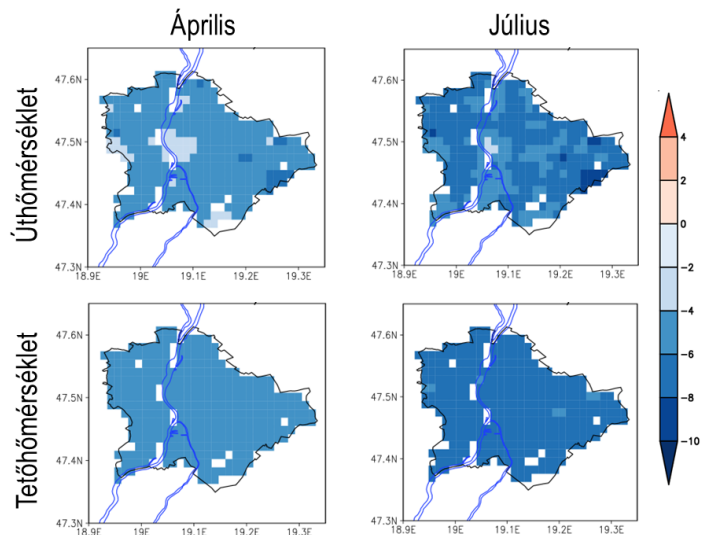 Április
Július
Úthőmérséklet
47.6N
47.5N
47.4N
47.3N
18.9E
19E
19.1E
19.2E
19.3E
47.6N
47.5N
47.4N
47.3N
18.9E
19E
19.1E
19.2E
19.3E
Tetőhőmérséklet
47.6N
47.5N
47.4N
47.3N
18.9E
19E
19.1E
19.2E
19.3E
47.6N
47.5N
47.4N
47.3N
18.9E
19E
19.1E
19.2E
19.3E
4
2
0
−2
−4
−6
−8
−10